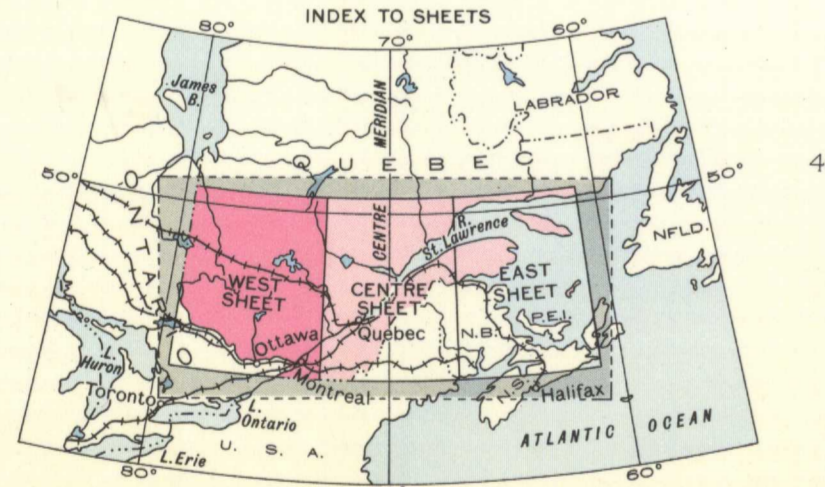 INDEX TO SHEETS
80°
70°
60°
James
B.
MERIDIAN
LABRADOR
QUEBEC
50°
50°
4
ONTARIO
CENTRE
R.
St. Lawrence
NFLD.
WEST
SHEET
CENTRE
SHEET
EAST
SHEET
P.E.I.
Ottawa
Quebec
N.B.
L.
Huron
Toronto
Montreal
N.S.
Halifax
L.
Ontario
ATLANTIC OCEAN
U. S. A.
L. Erie
80°
60°